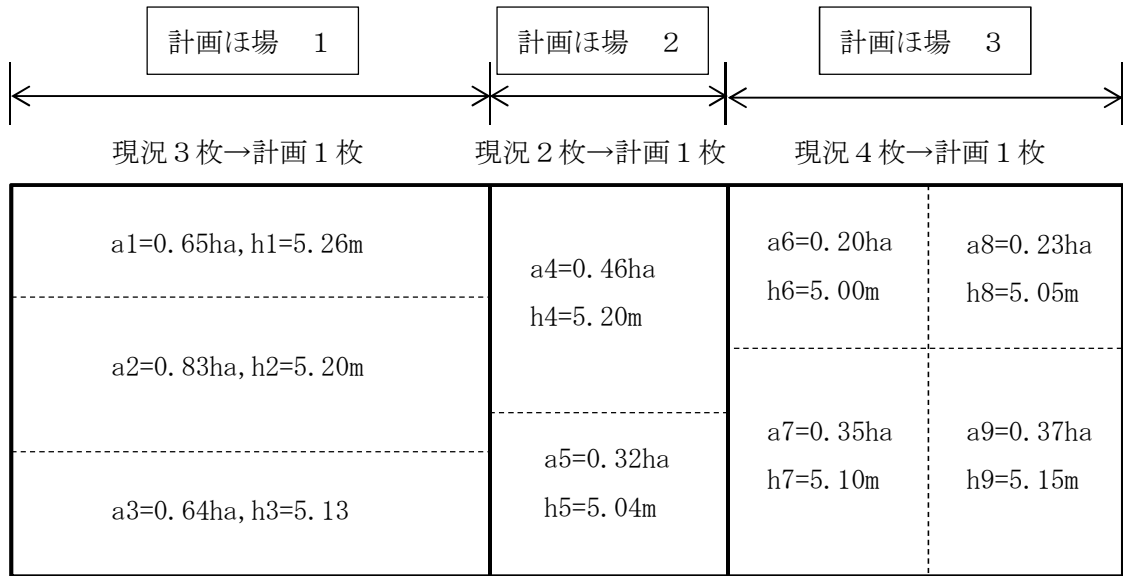 計画ほ場　１
計画ほ場　２
計画ほ場　３
現況３枚→計画１枚
現況２枚→計画１枚
現況４枚→計画１枚
a1=0.65ha,h1=5.26m
a2=0.83ha,h2=5.20m
a3=0.64ha,h3=5.13
a4=0.46ha
h4=5.20m
a5=0.32ha
h5=5.04m
a6=0.20ha
h6=5.00m
a8=0.23ha
h8=5.05m
a7=0.35ha
h7=5.10m
a9=0.37ha
h9=5.15m